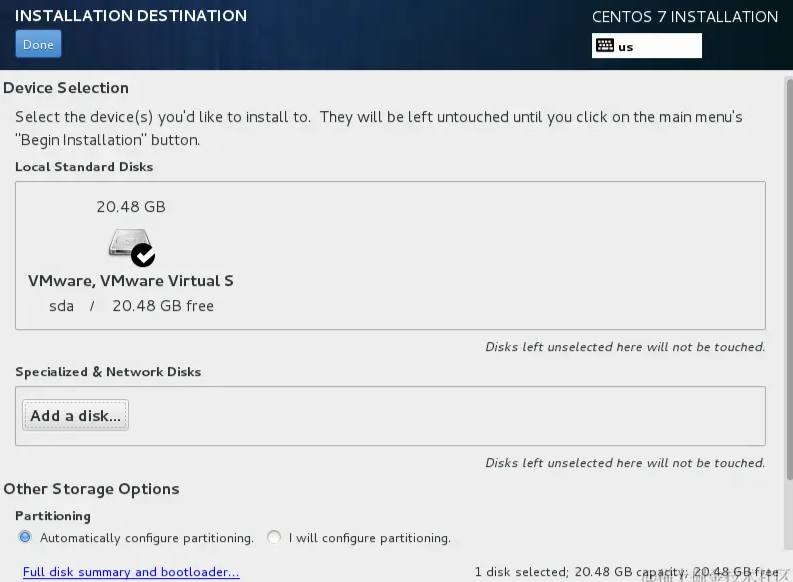 INSTALLATION DESTINATION
CENTOS 7 INSTALLATION
Done
us
Device Selection
Select the device(s) you'd like to install to. They will be left untouched until you click on the main menu's
"Begin Installation" button.
Local Standard Disks
20.48 GB
VMware, VMware Virtual S
sda / 20.48 GB free
Disks left unselected here will not be touched.
Specialized & Network Disks
Add a disk...
Disks left unselected here will not be touched.
Other Storage Options
Partitioning
Automatically configure partitioning. I will configure partitioning.
Full disk summary and bootloader...
1 disk selected; 20.48 GB capacity; 20.48 GB free